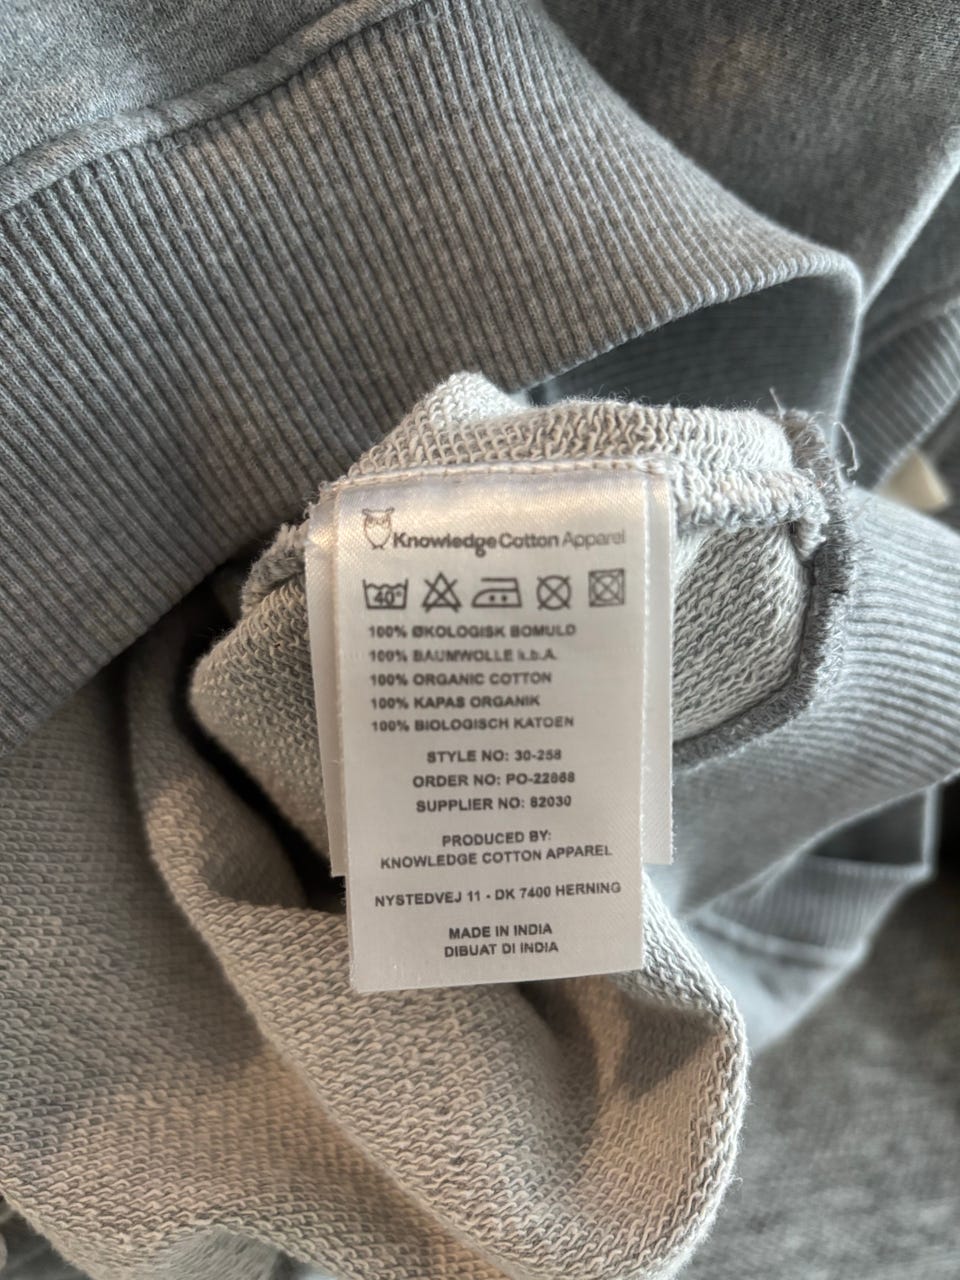 KnowledgeCotton Apparel
40°
100% ØKOLOGISK BOMULD
100% BAUMWOLLE k.b.A.
100% ORGANIC COTTON
100% KAPAS ORGANIK
100% BIOLOGISCH KATOEN
STYLE NO: 30-258
ORDER NO: PO-22868
SUPPLIER NO: 82030
PRODUCED BY:
KNOWLEDGE COTTON APPAREL
NYSTEDVEJ 11 - DK 7400 HERNING
MADE IN INDIA
DIBUAT DI INDIA